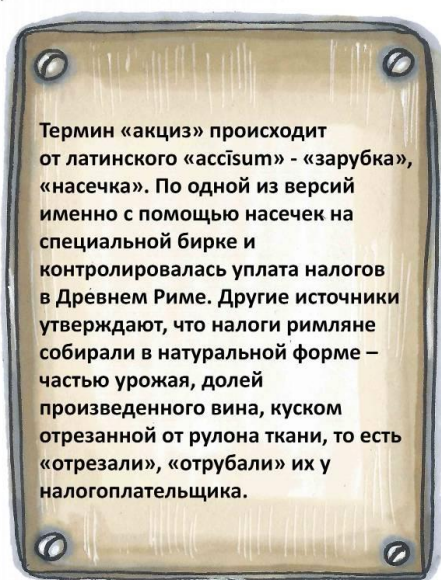 Термин «акциз» происходит
от латинского «accīsum» - «зарубка»,
«насечка». По одной из версий
именно с помощью насечек на
специальной бирке и
контролировалась уплата налогов
в Древнем Риме. Другие источники
утверждают, что налоги римляне
собирали в натуральной форме –
частью урожая, долей
произведенного вина, куском
отрезанной от рулона ткани, то есть
«отрезали», «отрубали» их у
налогоплательщика.